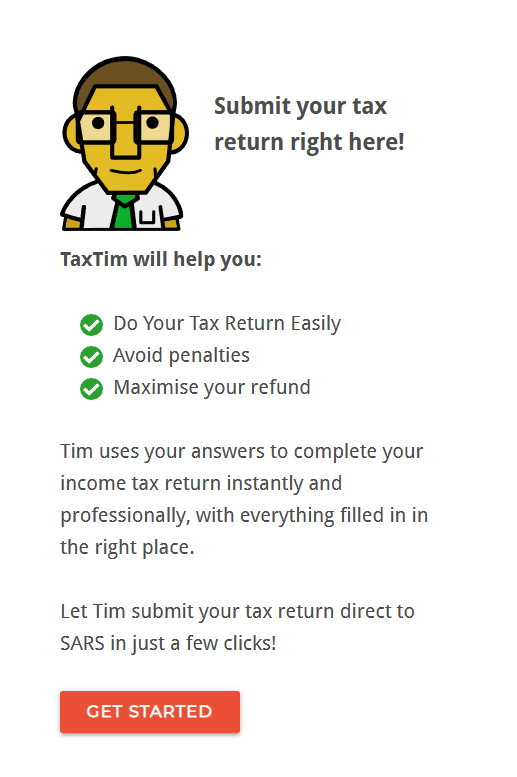 Submit your tax
return right here!
TaxTim will help you:
Do Your Tax Return Easily
Avoid penalties
Maximise your refund
Tim uses your answers to complete your
income tax return instantly and
professionally, with everything filled in in
the right place.
Let Tim submit your tax return direct to
SARS in just a few clicks!
GET STARTED